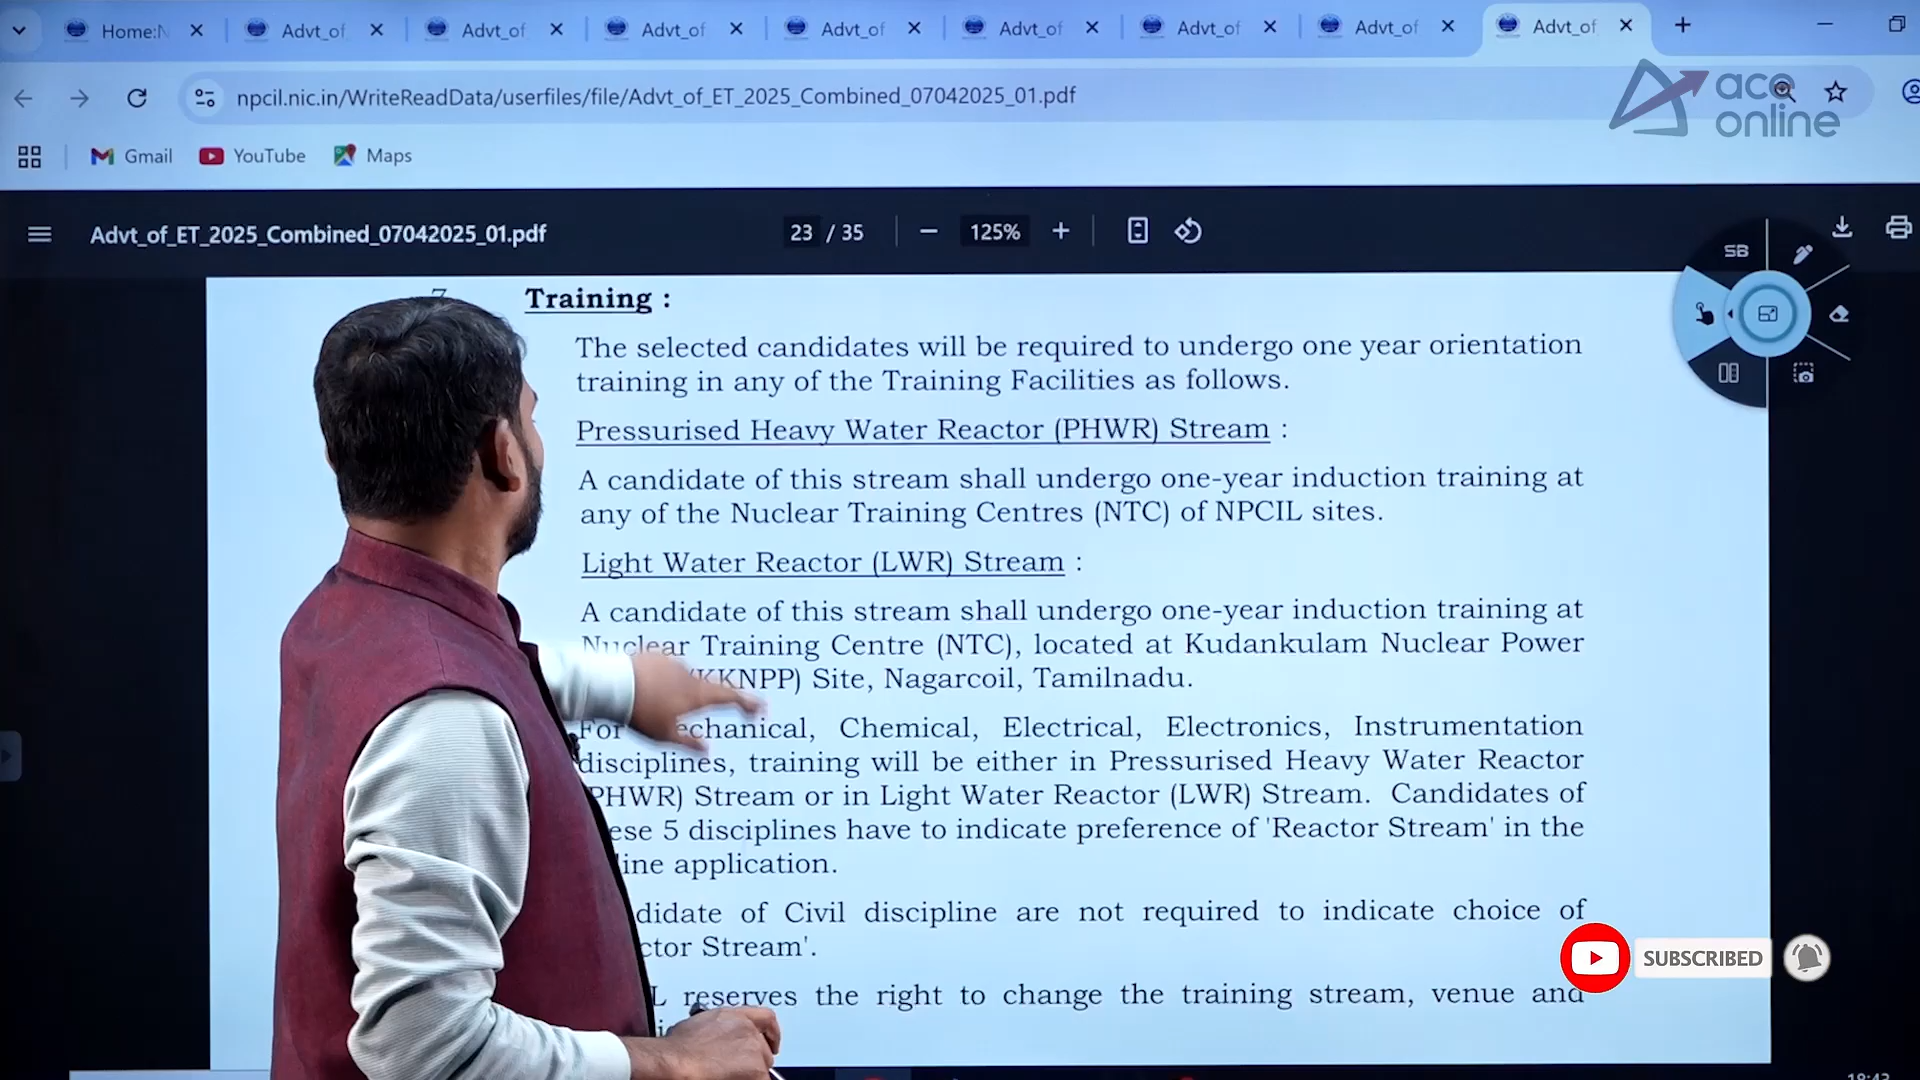 Home:N
Advt_of
Advt_of
Advt_of
Advt_of
Advt_of
Advt_of
Advt_of
Advt_of
npcil.nic.in/WriteReadData/userfiles/file/Advt_of_ET_2025_Combined_07042025_01.pdf
ace
online
Gmail
YouTube
Maps
Advt_of_ET_2025_Combined_07042025_01.pdf
23 / 35
125%
SB
Training :
The selected candidates will be required to undergo one year orientation
training in any of the Training Facilities as follows.
Pressurised Heavy Water Reactor (PHWR) Stream :
A candidate of this stream shall undergo one-year induction training at
any of the Nuclear Training Centres (NTC) of NPCIL sites.
Light Water Reactor (LWR) Stream :
A candidate of this stream shall undergo one-year induction training at
Nuclear Training Centre (NTC), located at Kudankulam Nuclear Power
(KKNPP) Site, Nagarcoil, Tamilnadu.
For Mechanical, Chemical, Electrical, Electronics, Instrumentation
disciplines, training will be either in Pressurised Heavy Water Reactor
(PHWR) Stream or in Light Water Reactor (LWR) Stream. Candidates of
these 5 disciplines have to indicate preference of 'Reactor Stream' in the
line application.
didate of Civil discipline are not required to indicate choice of
ctor Stream'.
L reserves the right to change the training stream, venue and
SUBSCRIBED